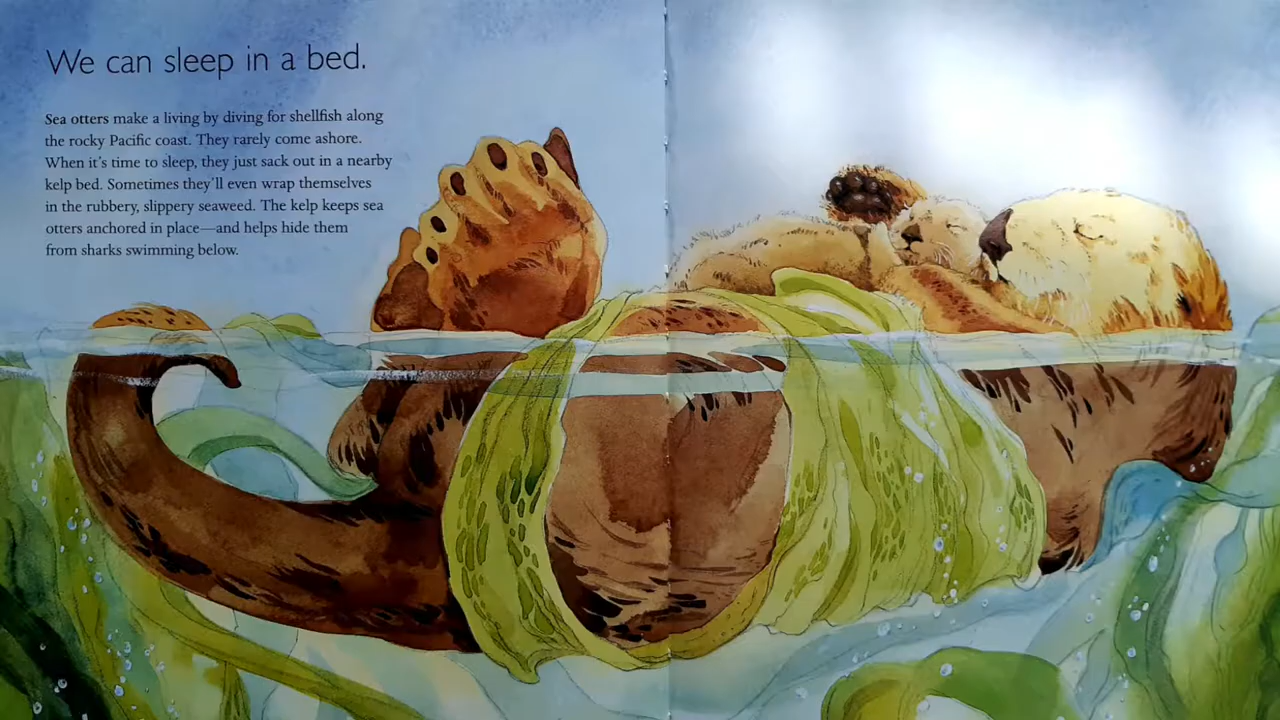 We can sleep in a bed.
Sea otters make a living by diving for shellfish along
the rocky Pacific coast. They rarely come ashore.
When it's time to sleep, they just sack out in a nearby
kelp bed. Sometimes they'll even wrap themselves
in the rubbery, slippery seaweed. The kelp keeps sea
otters anchored in place—and helps hide them
from sharks swimming below.